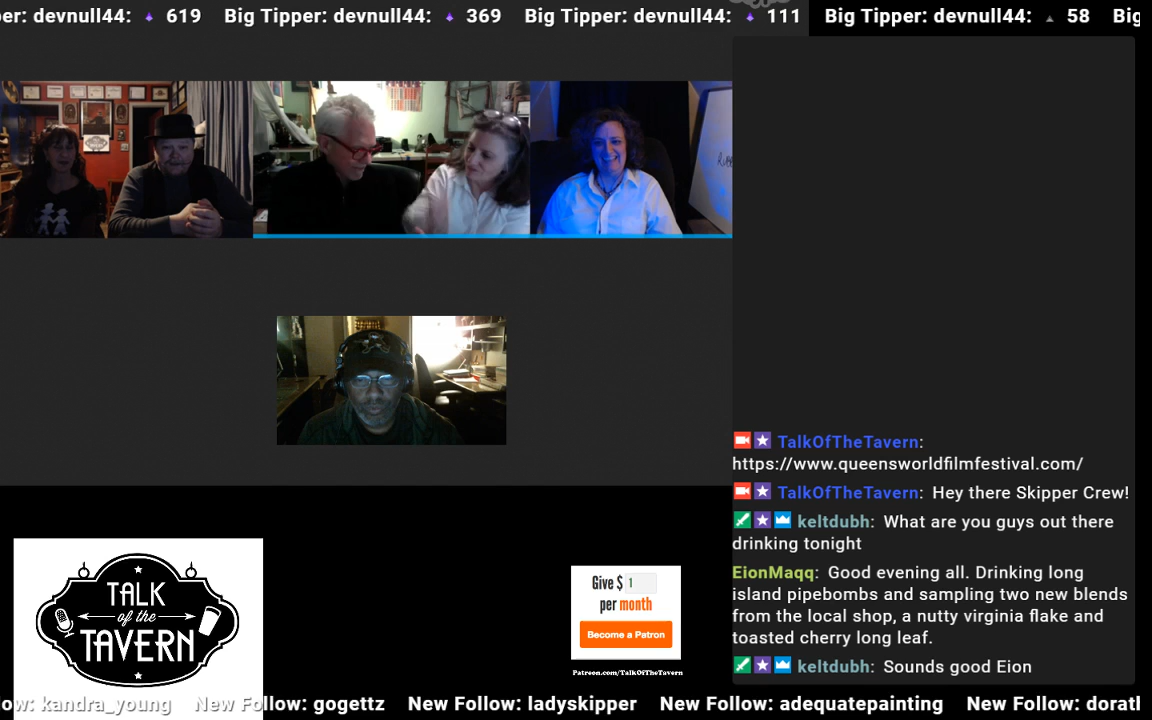 er: devnull44: 619 Big Tipper: devnull44: 369 Big Tipper: devnull44: 111 Big Tipper: devnull44: 58 Big
TalkOfTheTavern:
https://www.queensworldfilmfestival.com/
TalkOfTheTavern: Hey there Skipper Crew!
keltdubh: What are you guys out there
drinking tonight
EionMaqq: Good evening all. Drinking long
island pipebombs and sampling two new blends
from the local shop, a nutty virginia flake and
toasted cherry long leaf.
keltdubh: Sounds good Eion
TALK
of the
TAVERN
Give $ 1
per month
Become a Patron
Patreon.com/TalkOfTheTavern
low: kandra_young New Follow: gogettz New Follow: ladyskipper New Follow: adequatepainting New Follow: doratl